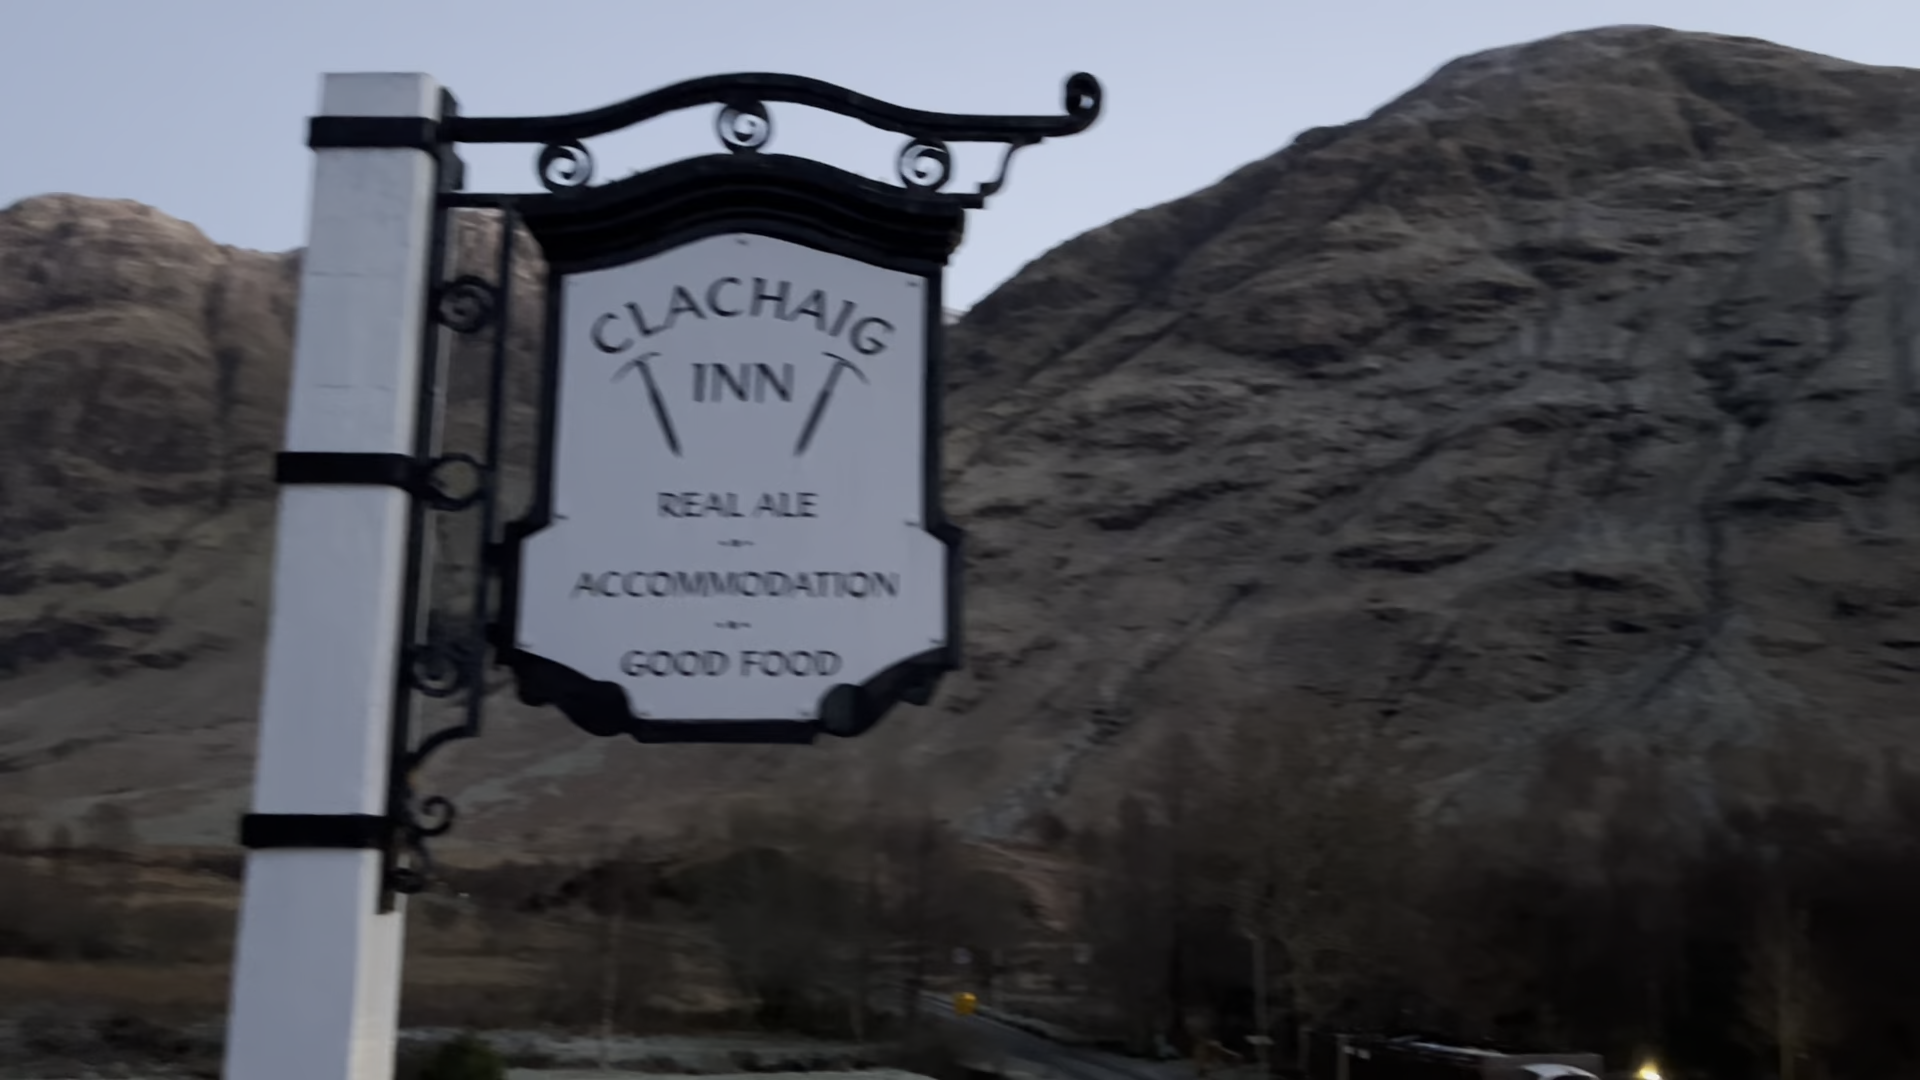 CLACHAIG
INN
REAL ALE
ACCOMMODATION
GOOD FOOD